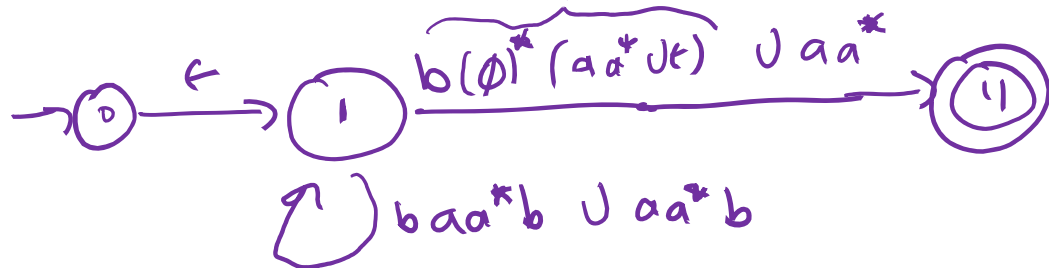 b(∅)* (aa* ∪ ε) ∪ aa*
ε
0
1
4
baa*b ∪ aa*b